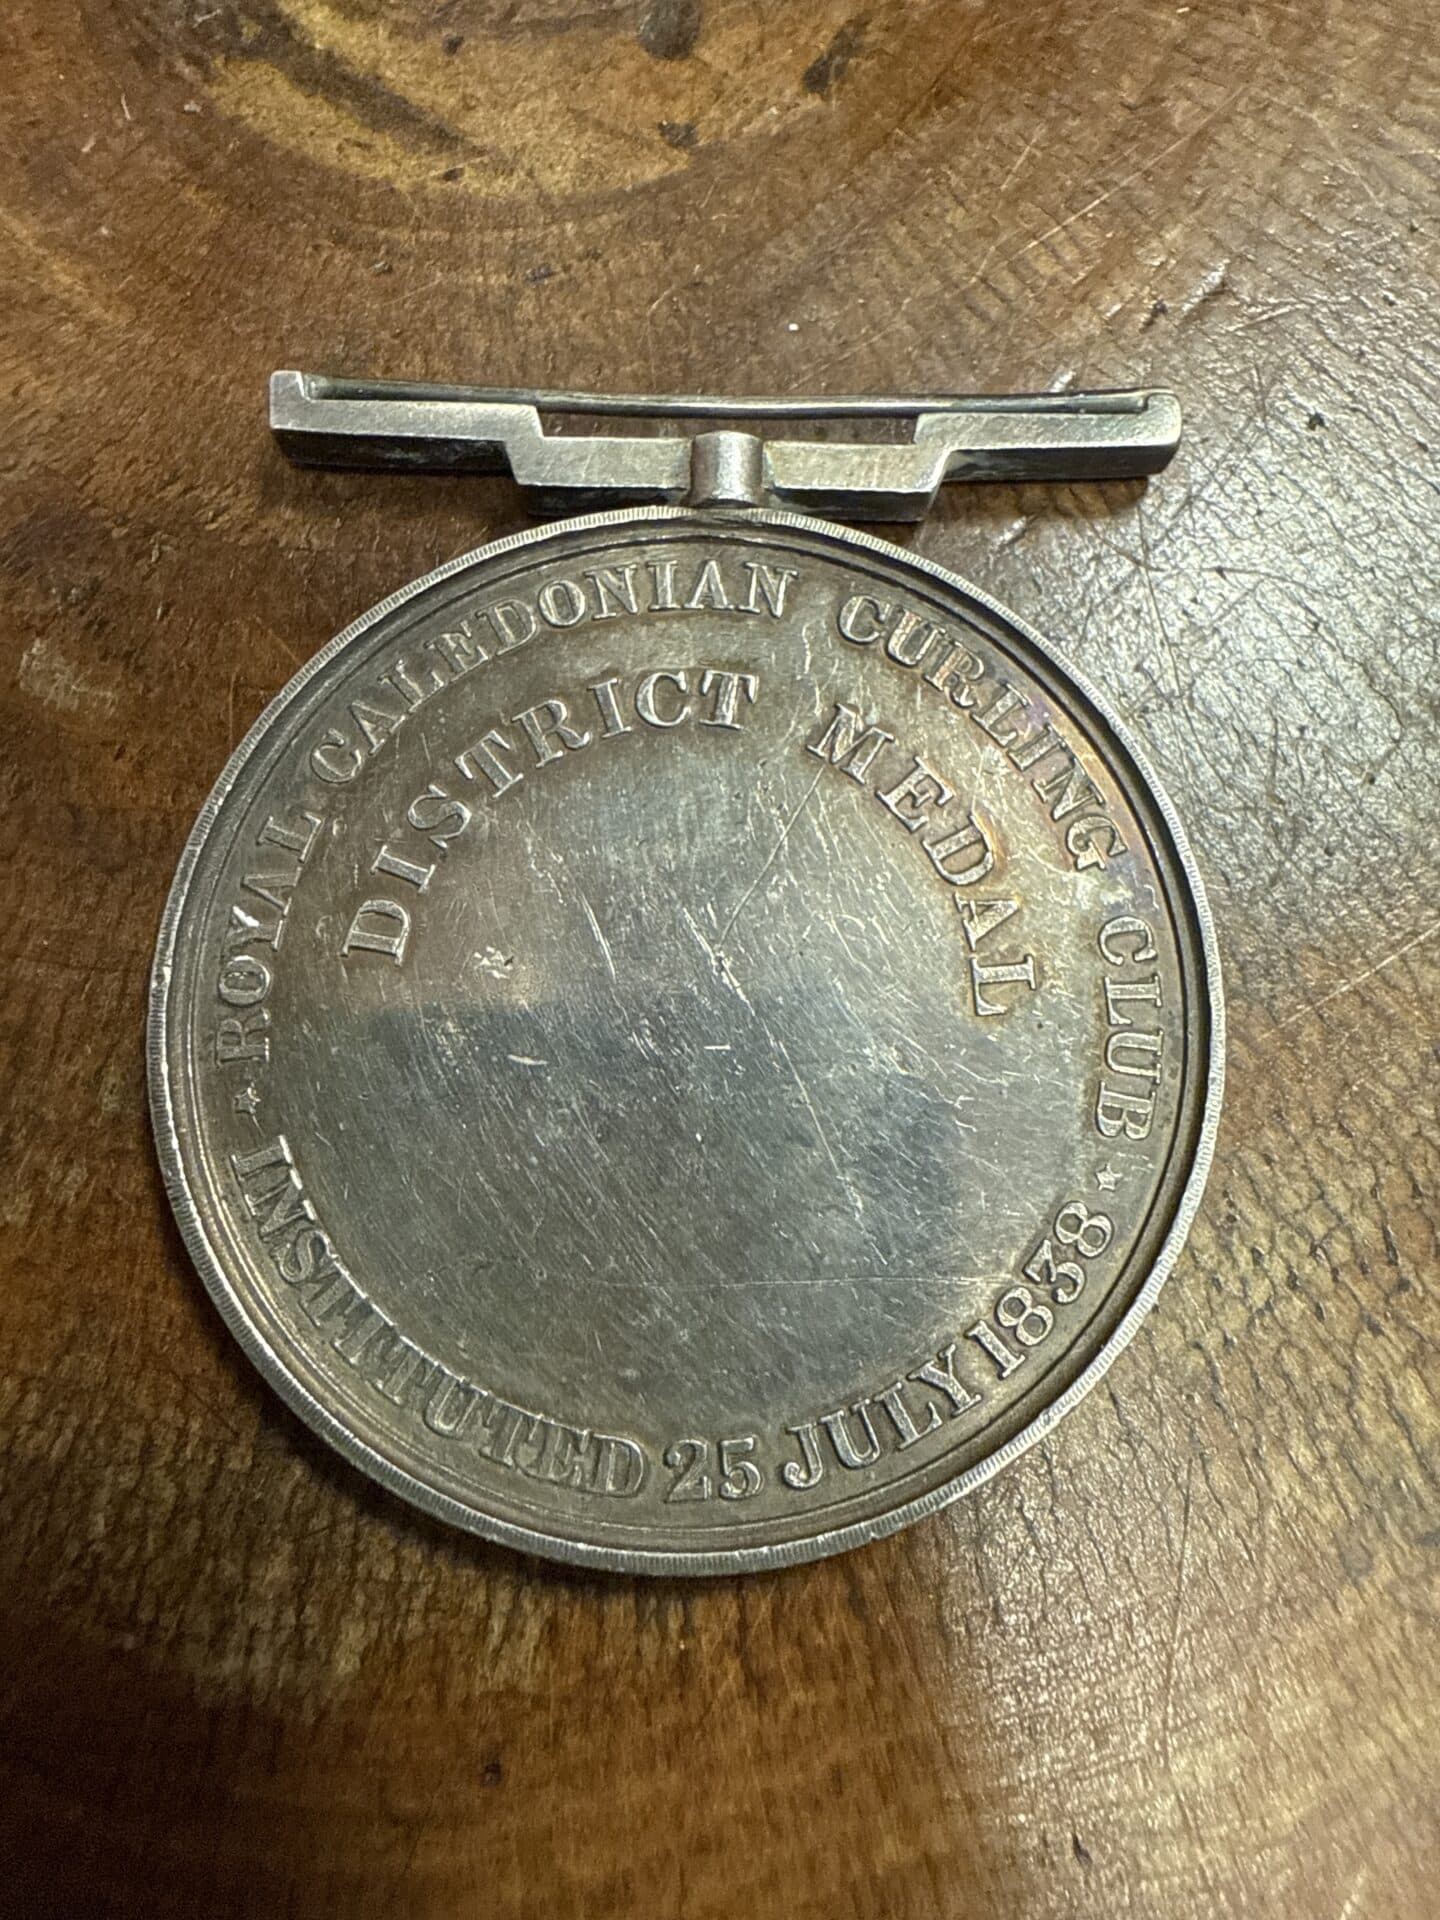 ROYAL CALEDONIAN CURLING CLUB
DISTRICT MEDAL
INSTITUTED 25 JULY 1838